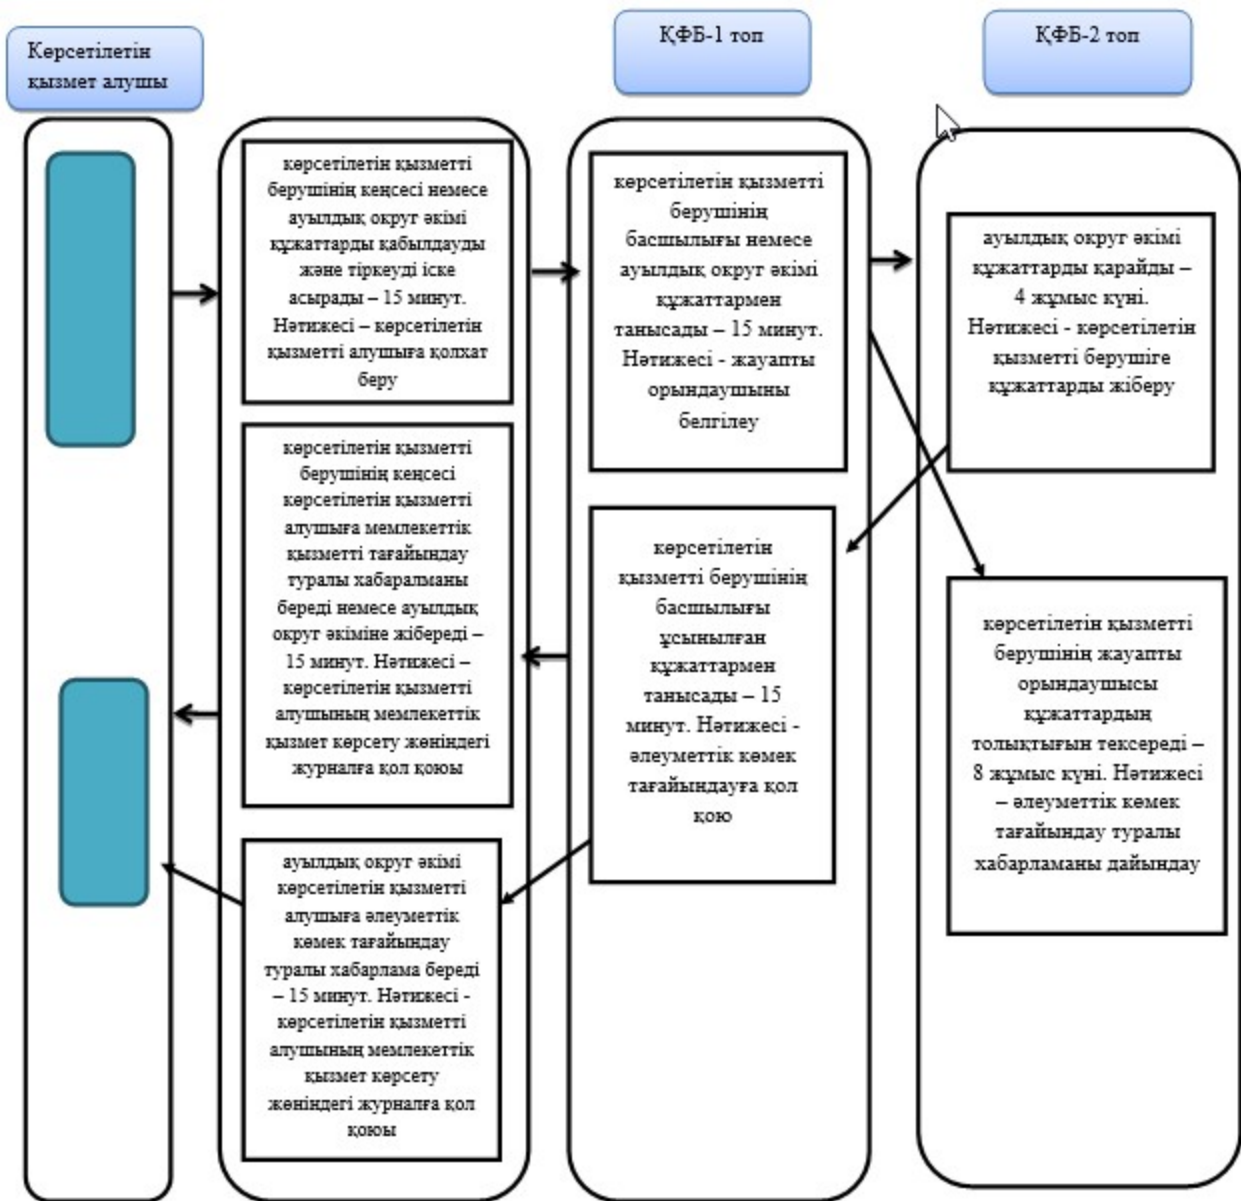 Көрсетілетін
қызмет алушы
ҚФБ-1 топ
ҚФБ-2 топ
көрсетілетін қызметті
берушінің кеңсесі немесе
ауылдық округ әкімі
құжаттарды қабылдауды
және тіркеуді іске
асырады – 15 минут.
Нәтижесі – көрсетілетін
қызметті алушыға қолхат
беру
көрсетілетін қызметті
берушінің кеңсесі
көрсетілетін қызметті
алушыға мемлекеттік
қызметті тағайындау
туралы хабаралманы
береді немесе ауылдық
округ әкіміне жібереді –
15 минут. Нәтижесі –
көрсетілетін қызметті
алушының мемлекеттік
қызмет көрсету жөніндегі
журналға қол қоюы
ауылдық округ әкімі
көрсетілетін қызметті
алушыға әлеуметтік
көмек тағайындау
туралы хабарлама береді
– 15 минут. Нәтижесі -
көрсетілетін қызметті
алушының мемлекеттік
қызмет көрсету
жөніндегі журналға қол
қоюы
көрсетілетін қызметті
берушінің
басшылығы немесе
ауылдық округ әкімі
құжаттармен
танысады – 15 минут.
Нәтижесі - жауапты
орындаушыны
белгілеу
көрсетілетін
қызметті берушінің
басшылығы
ұсынылған
құжаттармен
танысады – 15
минут. Нәтижесі -
әлеуметтік көмек
тағайындауға қол
қою
ауылдық округ әкімі
құжаттарды қарайды –
4 жұмыс күні.
Нәтижесі - көрсетілетін
қызметті берушіге
құжаттарды жіберу
көрсетілетін қызметті
берушінің жауапты
орындаушысы
құжаттардың
толықтығын тексереді –
8 жұмыс күні. Нәтижесі
– әлеуметтік көмек
тағайындау туралы
хабарламаны дайындау